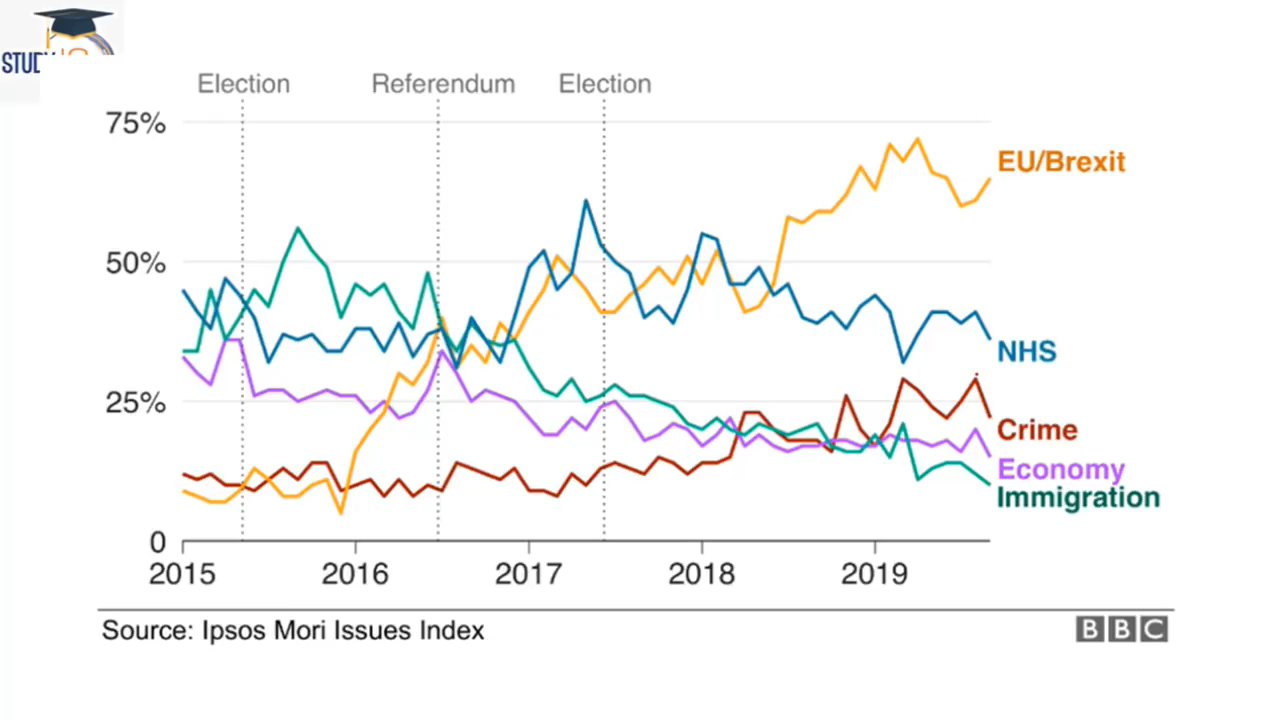 STUDY
Election Referendum Election
75%
EU/Brexit
50%
NHS
25%
Crime
Economy
Immigration
0
2015 2016 2017 2018 2019
Source: Ipsos Mori Issues Index
BBC